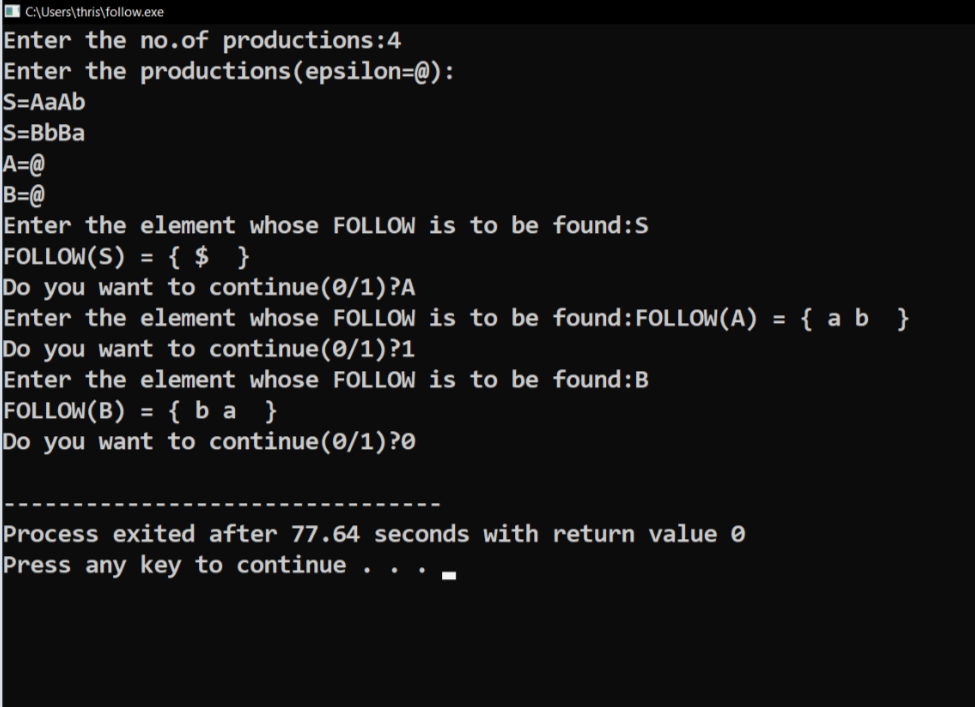 C:\Users\thris\follow.exe
Enter the no.of productions:4
Enter the productions(epsilon=@):
S=AaAb
S=BbBa
A=@
B=@
Enter the element whose FOLLOW is to be found:S
FOLLOW(S) = { $  }
Do you want to continue(0/1)?A
Enter the element whose FOLLOW is to be found:FOLLOW(A) = { a b  }
Do you want to continue(0/1)?1
Enter the element whose FOLLOW is to be found:B
FOLLOW(B) = { b a  }
Do you want to continue(0/1)?0
--------------------------------
Process exited after 77.64 seconds with return value 0
Press any key to continue . . .